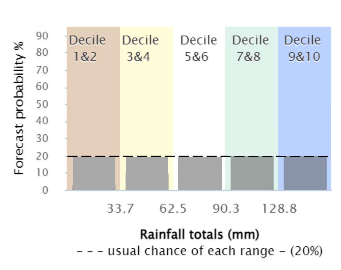 90
80
70
60
50
40
30
20
10
0
Forecast probability %
Decile 1&2
Decile 3&4
Decile 5&6
Decile 7&8
Decile 9&10
33.7 62.5 90.3 128.8
Rainfall totals (mm)
- - - usual chance of each range - (20%)